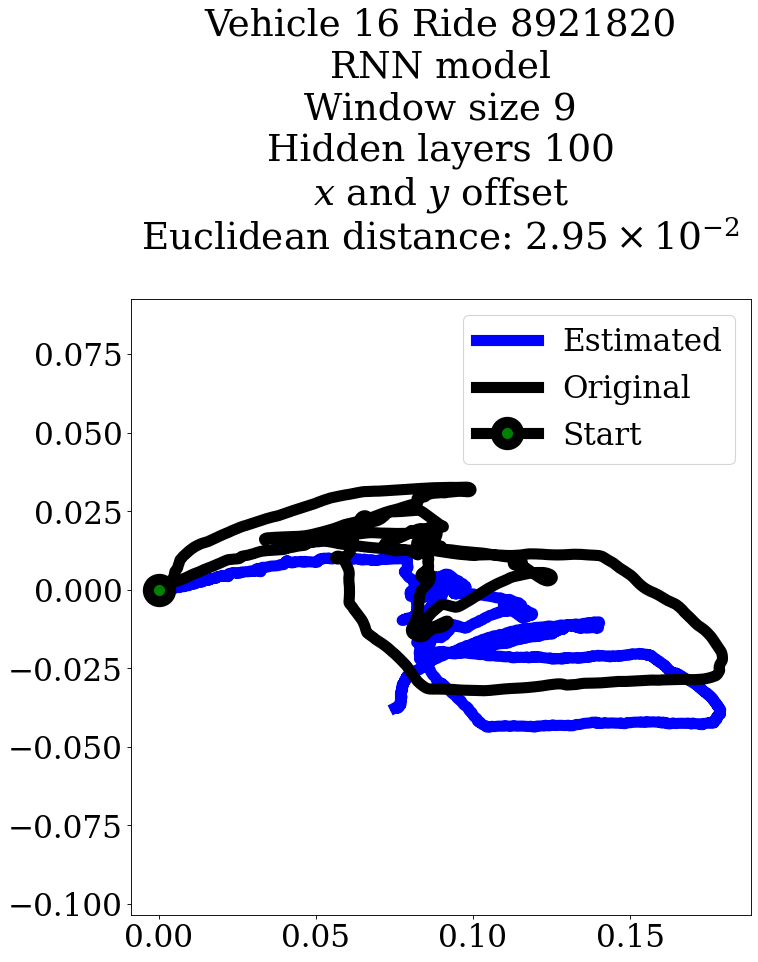 Vehicle 16 Ride 8921820
RNN model
Window size 9
Hidden layers 100
x and y offset
Euclidean distance: 2.95 × 10⁻²
Estimated
Original
Start
0.075
0.050
0.025
0.000
−0.025
−0.050
−0.075
−0.100
0.00 0.05 0.10 0.15